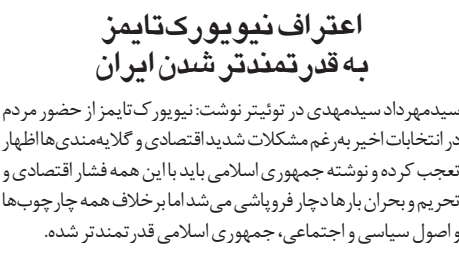 اعتراف نیویورک‌تایمز
به قدرتمندتر شدن ایران
سیدمهرداد سیدمهدی در توئیتر نوشت: نیویورک‌تایمز از حضور مردم
در انتخابات اخیر به‌رغم مشکلات شدید اقتصادی و گلایه‌مندی‌ها اظهار
تعجب کرده و نوشته جمهوری اسلامی باید با این همه فشار اقتصادی و
تحریم و بحران بارها دچار فروپاشی می‌شد اما برخلاف همه چارچوب‌ها
و اصول سیاسی و اجتماعی، جمهوری اسلامی قدرتمندتر شده.